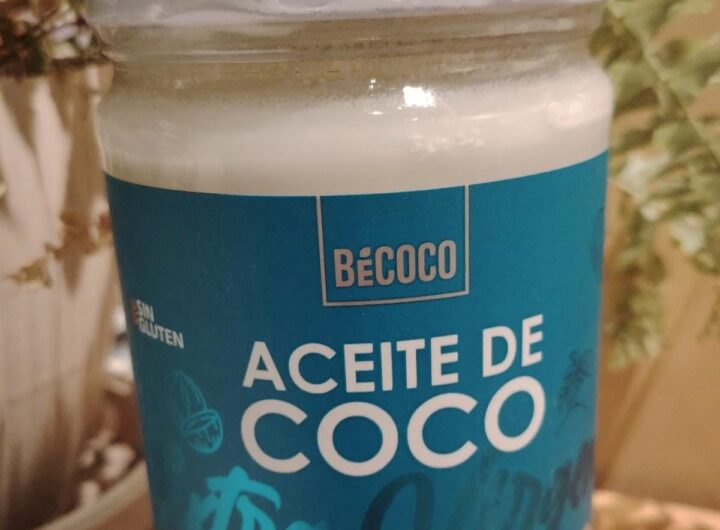 BÉCOCO
SIN
GLUTEN
ACEITE DE
COCO